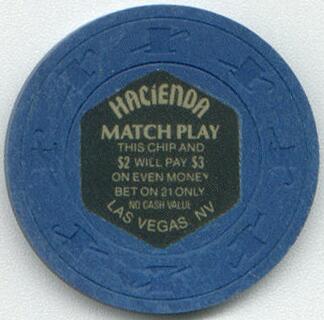 HACiENDA
MATCH PLAY
THIS CHIP AND
$2 WILL PAY $3
ON EVEN MONEY
BET ON 21 ONLY
NO CASH VALUE
LAS VEGAS, NV